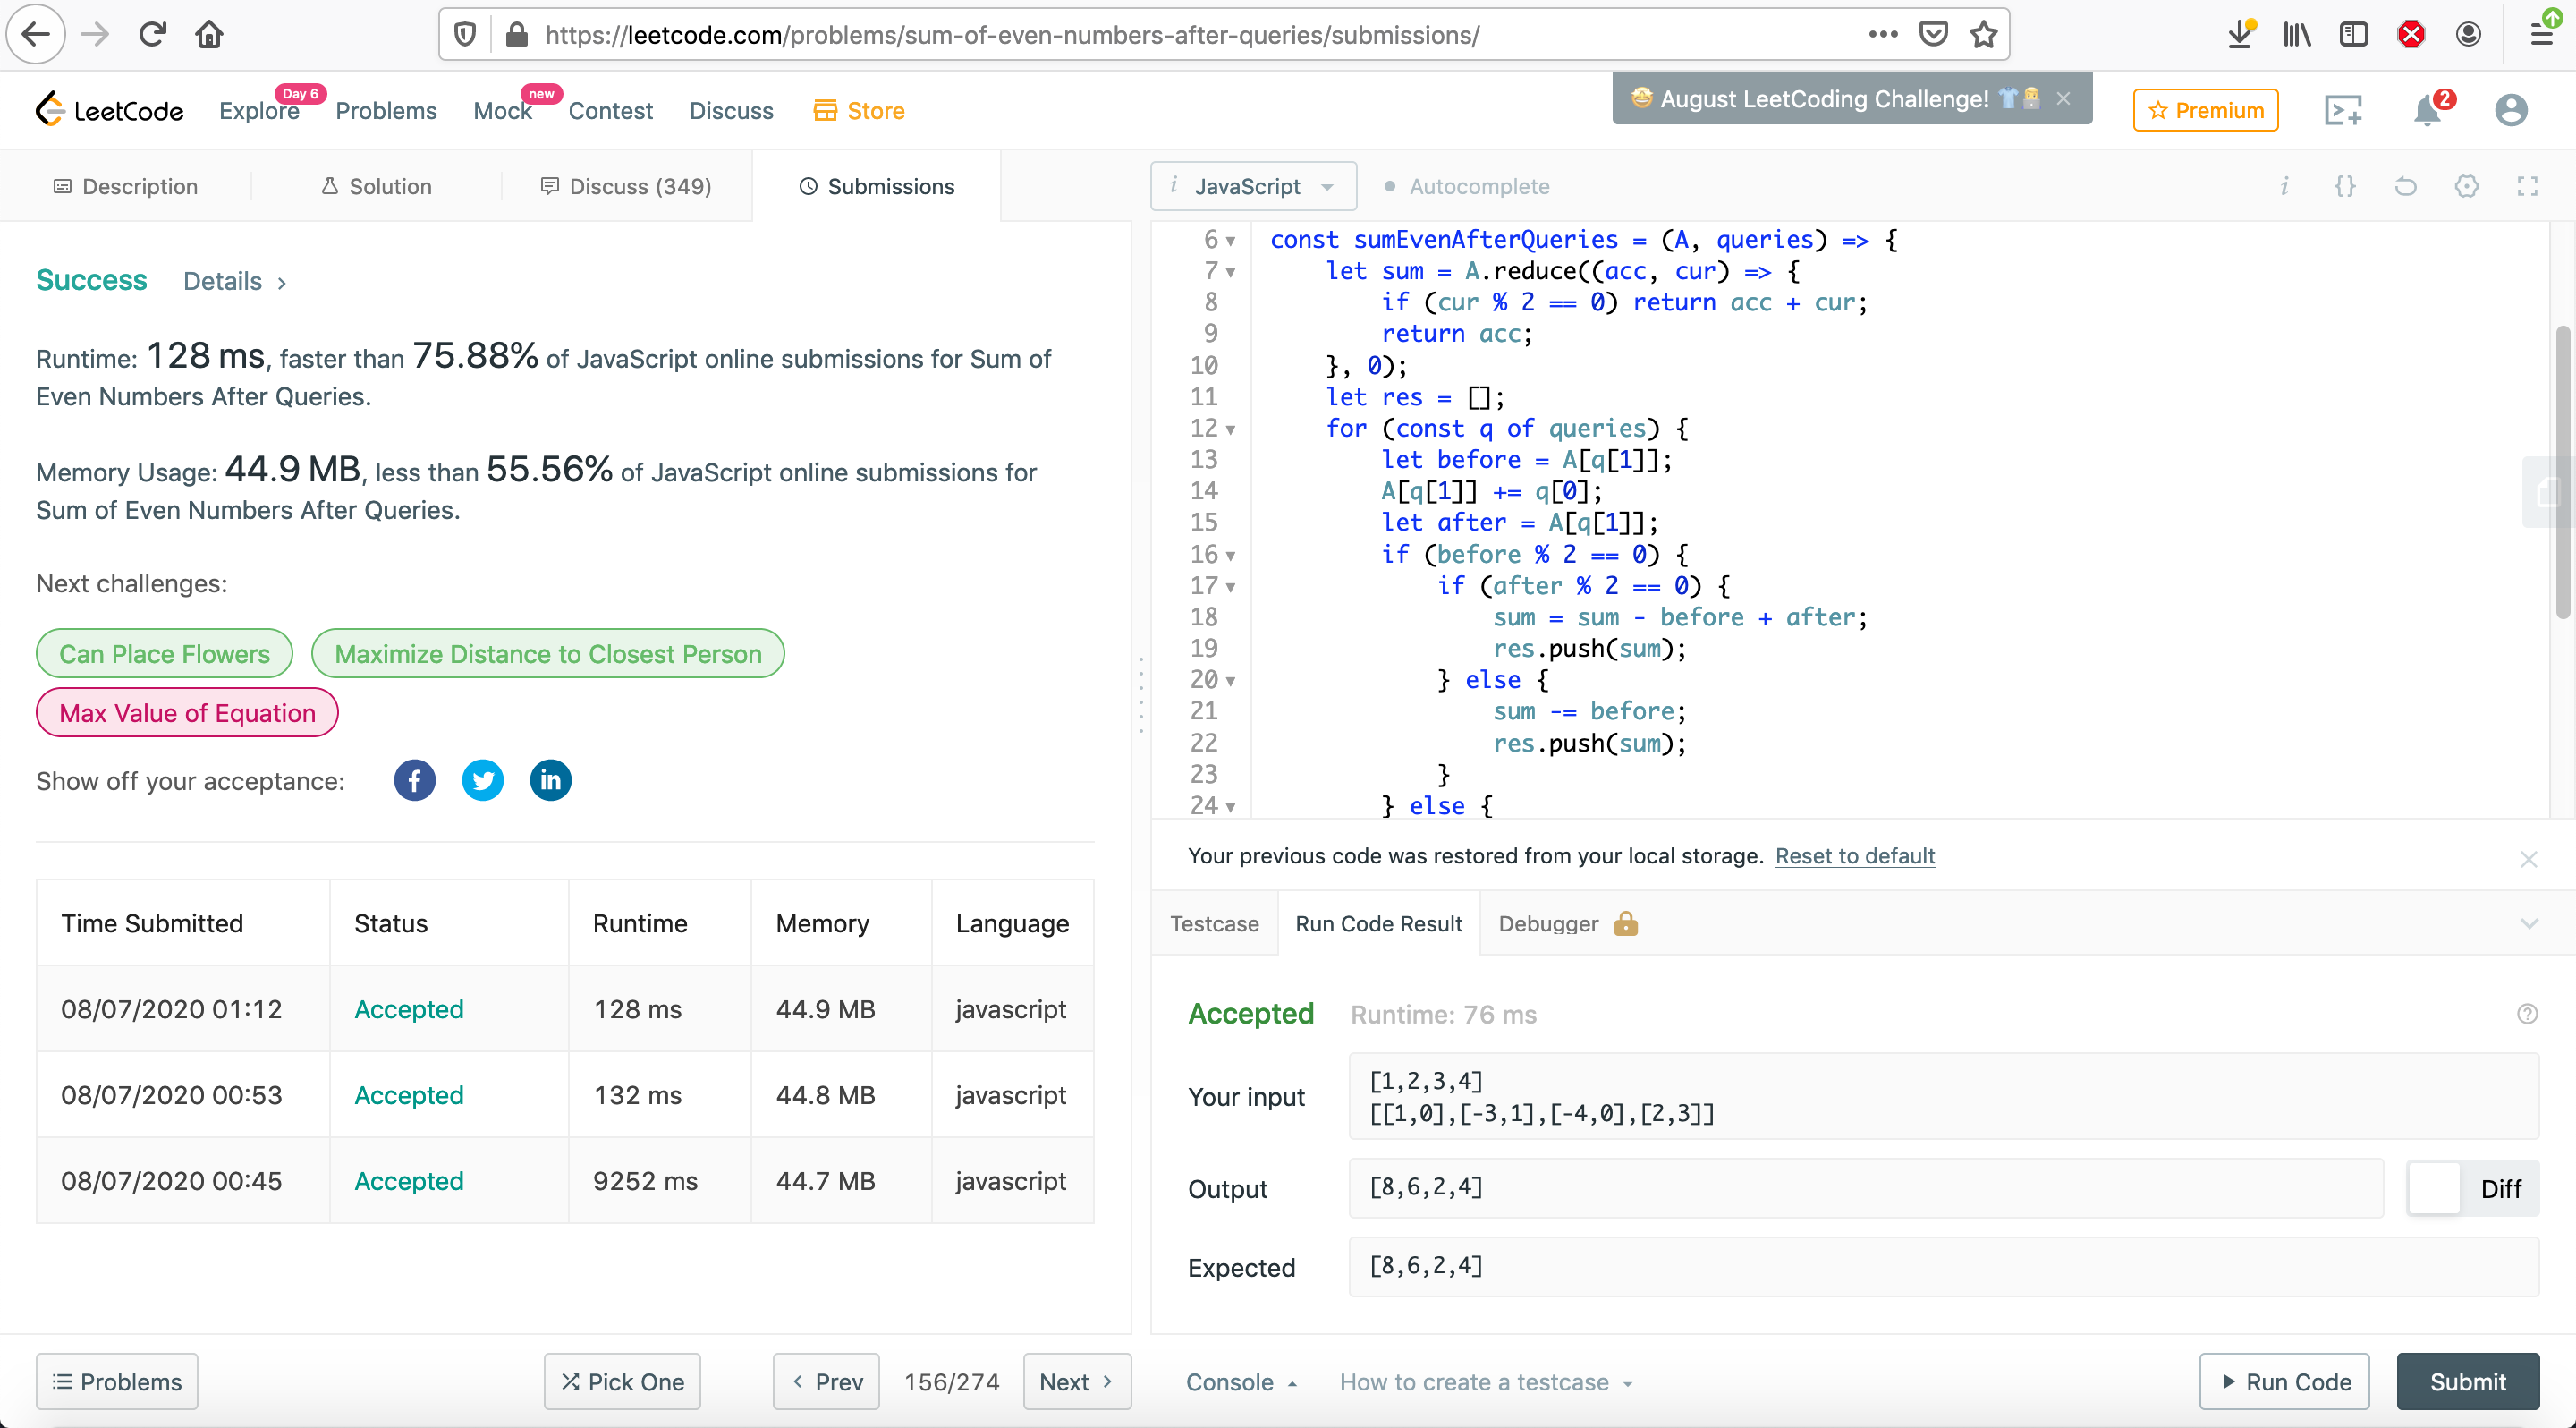 https://leetcode.com/problems/sum-of-even-numbers-after-queries/submissions/
LeetCode
Explore
Day 6
Problems
Mock
new
Contest
Discuss
Store
🤩 August LeetCoding Challenge!
Premium
2
Description
Solution
Discuss (349)
Submissions
i JavaScript
Autocomplete
i {}
Success Details >
Runtime: 128 ms, faster than 75.88% of JavaScript online submissions for Sum of
Even Numbers After Queries.
Memory Usage: 44.9 MB, less than 55.56% of JavaScript online submissions for
Sum of Even Numbers After Queries.
Next challenges:
Can Place Flowers
Maximize Distance to Closest Person
Max Value of Equation
Show off your acceptance: f in
Time Submitted Status Runtime Memory Language
08/07/2020 01:12 Accepted 128 ms 44.9 MB javascript
08/07/2020 00:53 Accepted 132 ms 44.8 MB javascript
08/07/2020 00:45 Accepted 9252 ms 44.7 MB javascript
6 const sumEvenAfterQueries = (A, queries) => {
7 let sum = A.reduce((acc, cur) => {
8 if (cur % 2 == 0) return acc + cur;
9 return acc;
10 }, 0);
11 let res = [];
12 for (const q of queries) {
13 let before = A[q[1]];
14 A[q[1]] += q[0];
15 let after = A[q[1]];
16 if (before % 2 == 0) {
17 if (after % 2 == 0) {
18 sum = sum - before + after;
19 res.push(sum);
20 } else {
21 sum -= before;
22 res.push(sum);
23 }
24 } else {
Your previous code was restored from your local storage. Reset to default
Testcase
Run Code Result
Debugger
Accepted Runtime: 76 ms
Your input
[1,2,3,4]
[[1,0],[-3,1],[-4,0],[2,3]]
Output
[8,6,2,4]
Diff
Expected
[8,6,2,4]
Problems
Pick One
< Prev
156/274
Next >
Console
How to create a testcase
Run Code
Submit